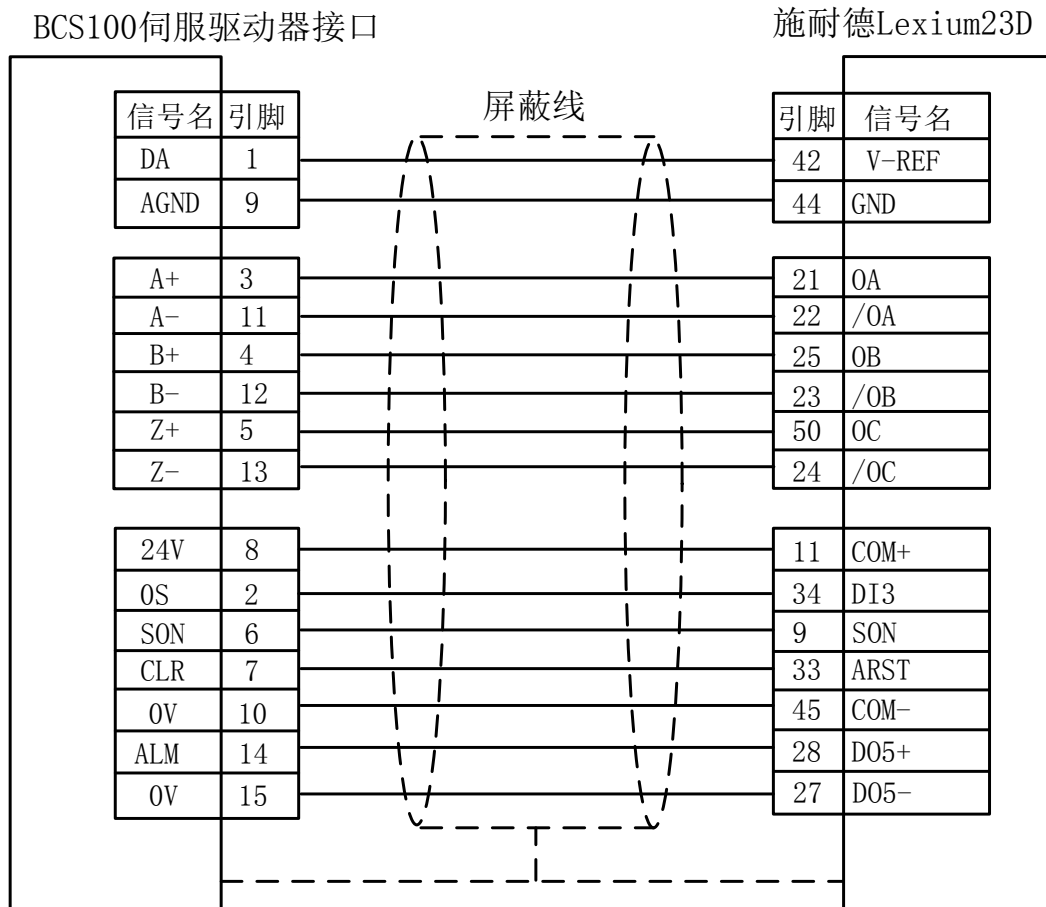 BCS100伺服驱动器接口 施耐德Lexium23D
屏蔽线
信号名 引脚 引脚 信号名
DA 1 42 V-REF
AGND 9 44 GND
A+ 3 21 OA
A- 11 22 /OA
B+ 4 25 OB
B- 12 23 /OB
Z+ 5 50 OC
Z- 13 24 /OC
24V 8 11 COM+
OS 2 34 DI3
SON 6 9 SON
CLR 7 33 ARST
0V 10 45 COM-
ALM 14 28 DO5+
0V 15 27 DO5-